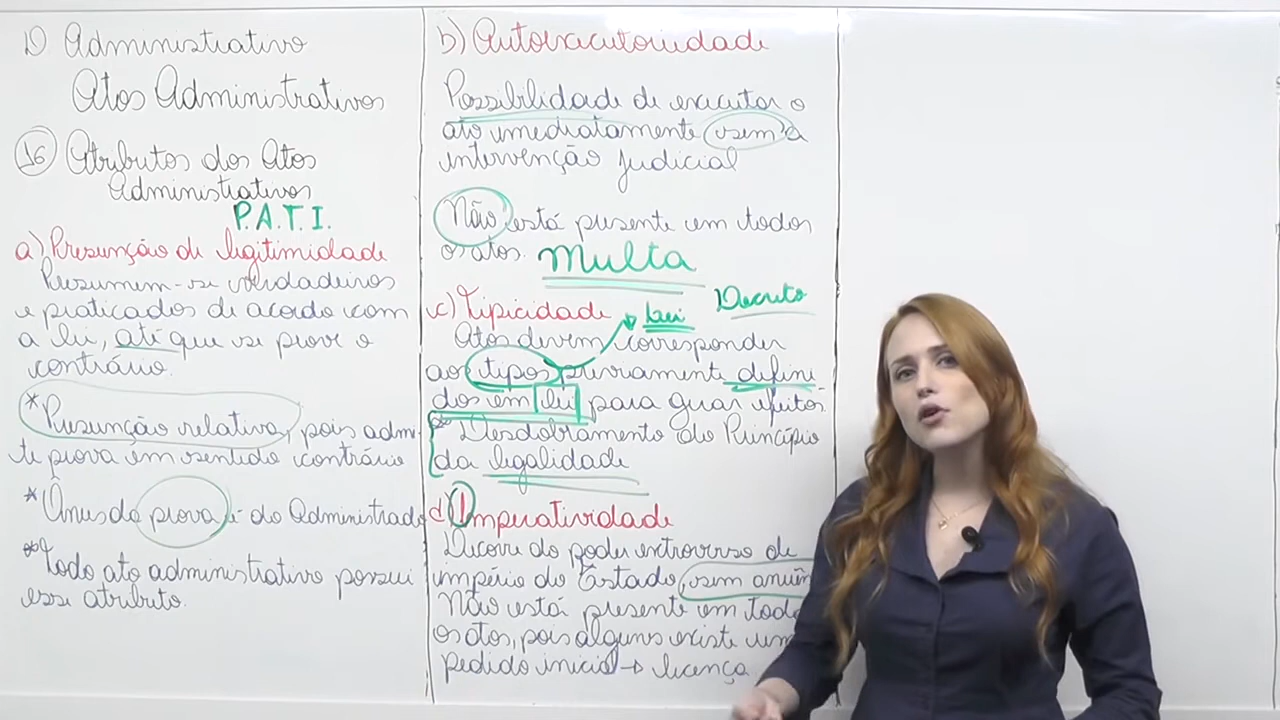 D Administrativo
Atos Administrativos
16 Atributos dos Atos
Administrativos
P.A.T.I.
a) Presunção de legitimidade
Presumem-se verdadeiros
e praticados de acordo com
a lei, até que se prove o
contrário.
* Presunção relativa, pois admi-
te prova em sentido contrário
* Ônus da prova é do Administrado
* Todo ato administrativo possui
esse atributo.
b) Autoexecutoriedade
Possibilidade de executar o
ato imediatamente sem a
intervenção judicial
Não está presente em todos
os atos. Multa
c) Tipicidade Lei Decreto
Atos devem corresponder
aos tipos previamente defini
dos em lei para gerar efeitos.
* Desdobramento do Princípio
da legalidade
d) Imperatividade
Decorre do poder extroverso de
império do Estado, sem anuên
Não está presente em todo
os atos, pois alguns existe um
pedido inicial → licença